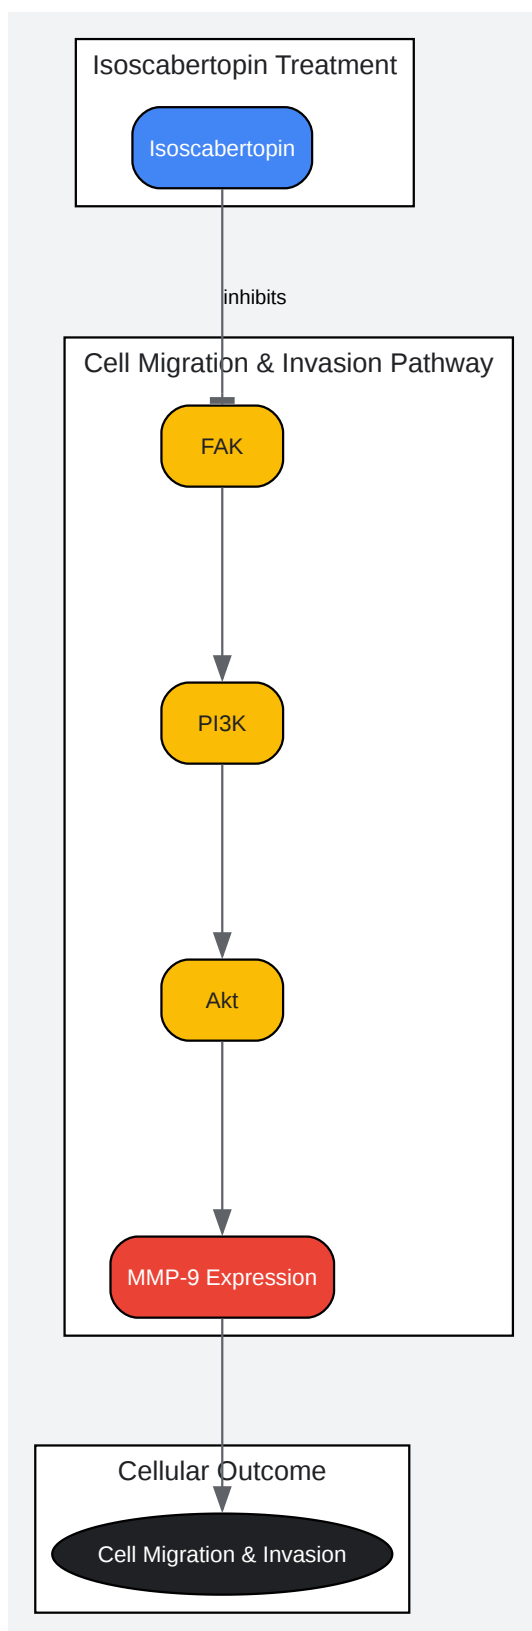 Isoscabertopin Treatment
Isoscabertopin
inhibits
Cell Migration & Invasion Pathway
FAK
PI3K
Akt
MMP-9 Expression
Cellular Outcome
Cell Migration & Invasion